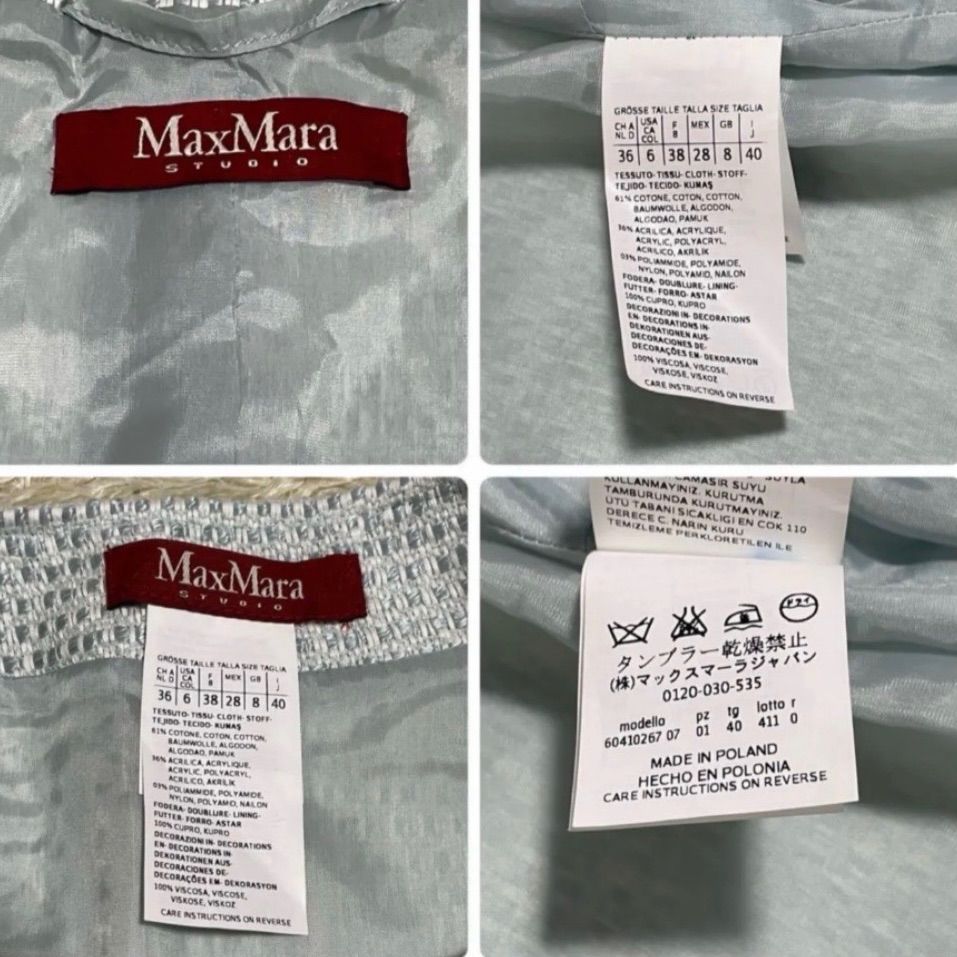 MaxMara
STUDIO
GRÖSSE TAILLE TALLA SIZE TAGLIA
CH A NL D USA CA COL F B MEX GB I J
36 6 38 28 8 40
TESSUTO- TISSU- CLOTH- STOFF-
TEJIDO- TECIDO- KUMAŞ
61% COTONE, COTON, COTTON,
BAUMWOLLE, ALGODON,
ALGODAO, PAMUK
36% ACRILICA, ACRYLIQUE,
ACRYLIC, POLYACRYL,
ACRILICO, AKRİLİK
03% POLIAMMIDE, POLYAMIDE,
NYLON, POLYAMID, NAILON
FODERA- DOUBLURE- LINING-
FUTTER- FORRO- ASTAR
100% CUPRO, KUPRO
DECORAZIONI IN- DECORATIONS
EN- DECORATIONS IN-
DEKORATIONEN AUS-
DECORACIONES DE-
DECORAÇÕES EM- DEKORASYON
100% VISCOSA, VISCOSE,
VISKOSE, VISKOZ
CARE INSTRUCTIONS ON REVERSE
MaxMara
STUDIO
GRÖSSE TAILLE TALLA SIZE TAGLIA
CH A NL D USA CA COL F B MEX GB I J
36 6 38 28 8 40
TESSUTO- TISSU- CLOTH- STOFF-
TEJIDO- TECIDO- KUMAŞ
61% COTONE, COTON, COTTON,
BAUMWOLLE, ALGODON,
ALGODAO, PAMUK
36% ACRILICA, ACRYLIQUE,
ACRYLIC, POLYACRYL,
ACRILICO, AKRİLİK
03% POLIAMMIDE, POLYAMIDE,
NYLON, POLYAMID, NAILON
FODERA- DOUBLURE- LINING-
FUTTER- FORRO- ASTAR
100% CUPRO, KUPRO
DECORAZIONI IN- DECORATIONS
EN- DECORATIONS IN-
DEKORATIONEN AUS-
DECORACIONES DE-
DECORAÇÕES EM- DEKORASYON
100% VISCOSA, VISCOSE,
VISKOSE, VISKOZ
CARE INSTRUCTIONS ON REVERSE
CAMASIR SUYU
KULLANMAYINIZ. KURUTMA
TAMBURUNDA KURUTMAYINIZ.
UTU TABANI SICAKLIGI EN COK 110
DERECE C. NARIN KURU
TEMIZLEME PERKLORETILEN ILE
ドライ
タンブラー乾燥禁止
(株)マックスマーラジャパン
0120-030-535
modello pz tg lotto r
60410267 07 01 40 411 0
MADE IN POLAND
HECHO EN POLONIA
CARE INSTRUCTIONS ON REVERSE